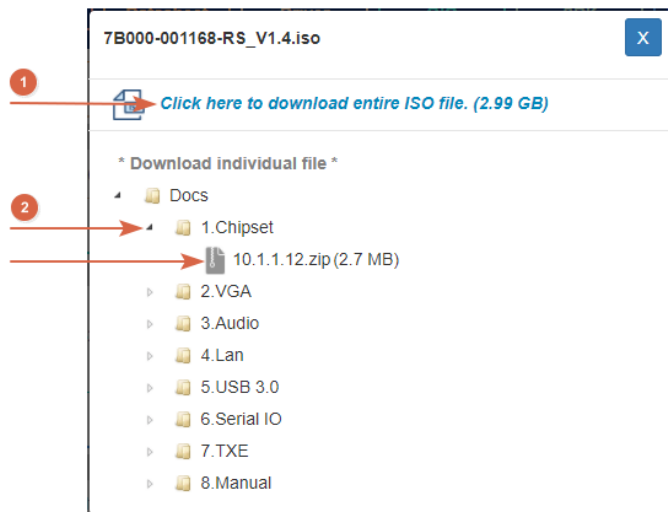 7B000-001168-RS_V1.4.iso
X
1
Click here to download entire ISO file. (2.99 GB)
* Download individual file *
Docs
2
1.Chipset
10.1.1.12.zip (2.7 MB)
2.VGA
3.Audio
4.Lan
5.USB 3.0
6.Serial IO
7.TXE
8.Manual